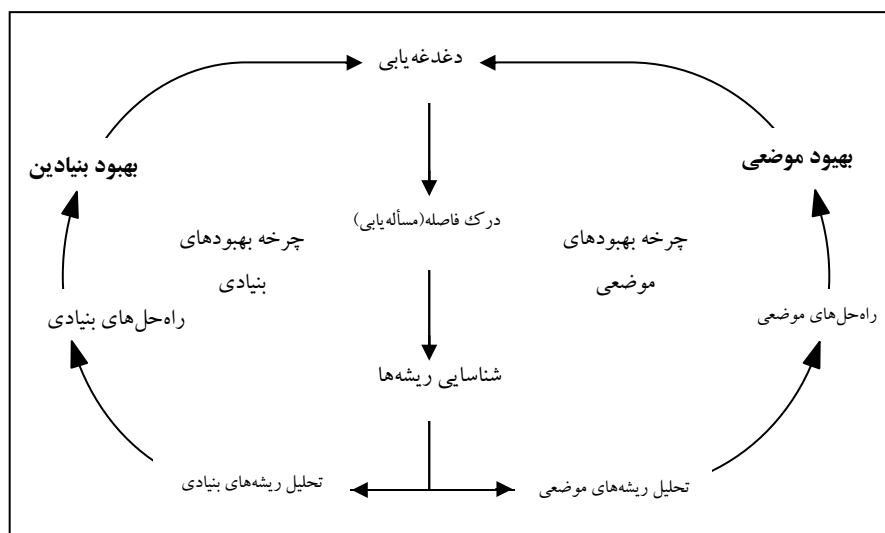 دغدغه‌یابی
بهبود موضعی
بهبود بنیادین
درک فاصله(مسأله‌یابی)
چرخه بهبودهای
موضعی
چرخه بهبودهای
بنیادی
راه‌حل‌های موضعی
راه‌حل‌های بنیادی
شناسایی ریشه‌ها
تحلیل ریشه‌های موضعی
تحلیل ریشه‌های بنیادی